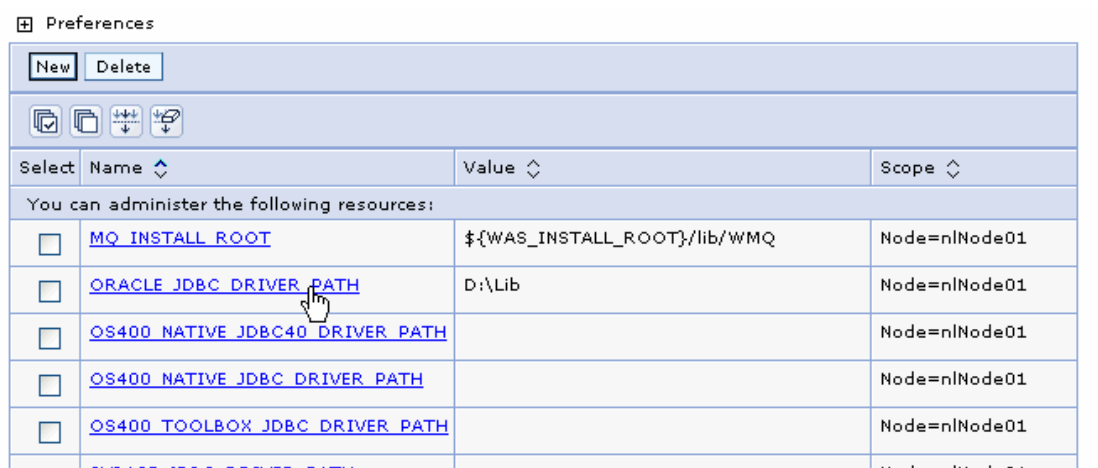 Preferences
New Delete
Select Name Value Scope
You can administer the following resources:
MQ_INSTALL_ROOT ${WAS_INSTALL_ROOT}/lib/WMQ Node=nlNode01
ORACLE_JDBC_DRIVER_PATH D:\Lib Node=nlNode01
OS400_NATIVE_JDBC40_DRIVER_PATH Node=nlNode01
OS400_NATIVE_JDBC_DRIVER_PATH Node=nlNode01
OS400_TOOLBOX_JDBC_DRIVER_PATH Node=nlNode01